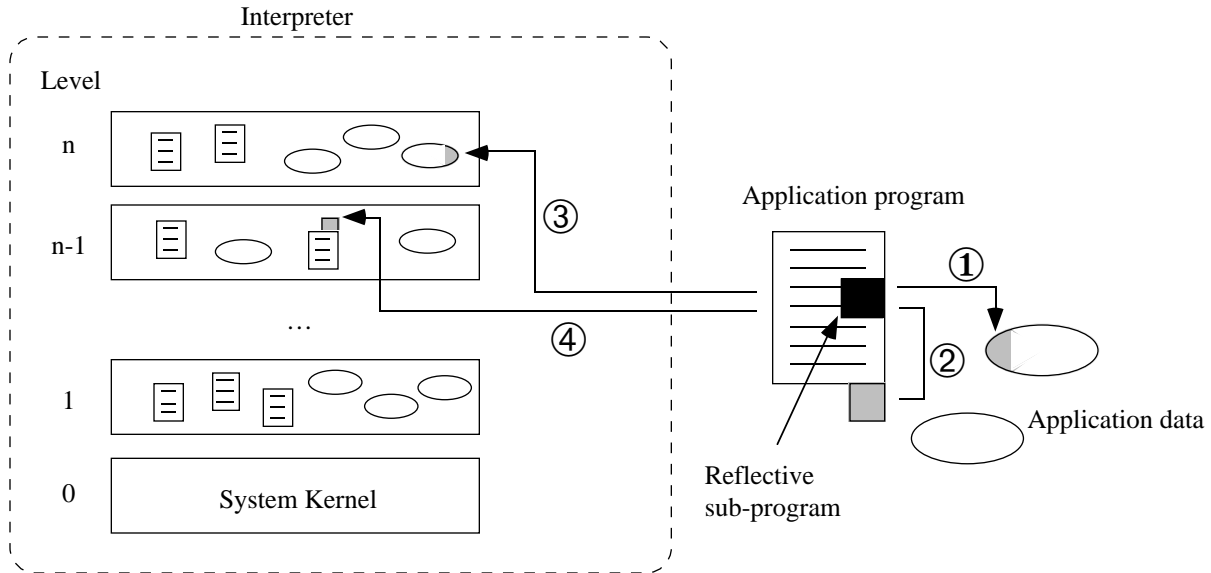 Interpreter
Level
n
n-1
...
1
0
System Kernel
③
④
Application program
①
②
Application data
Reflective
sub-program